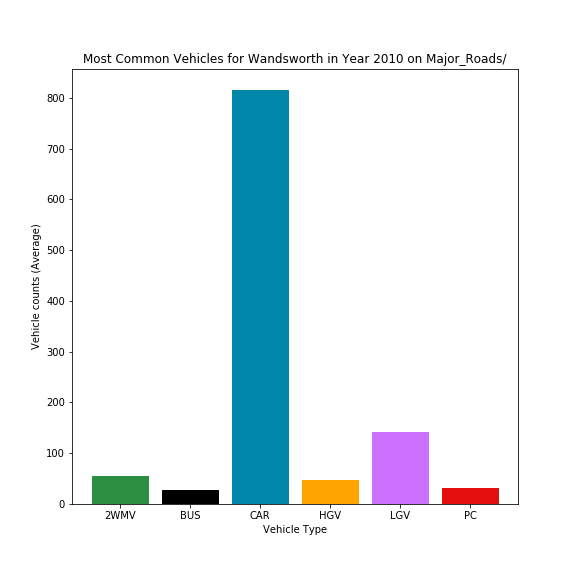 Most Common Vehicles for Wandsworth in Year 2010 on Major_Roads/
Vehicle counts (Average)
800
700
600
500
400
300
200
100
0
2WMV BUS CAR HGV LGV PC
Vehicle Type